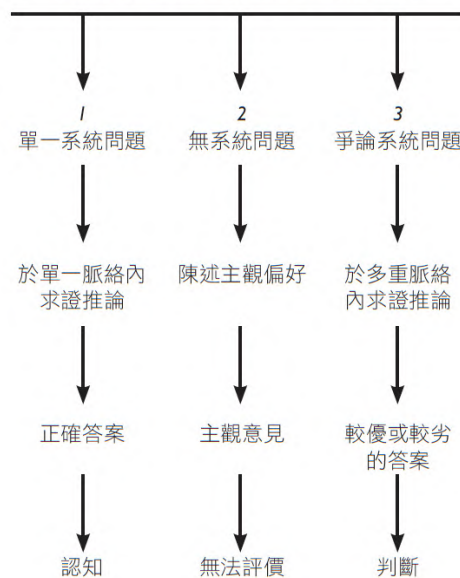 1
單一系統問題
於單一脈絡內
求證推論
正確答案
認知
2
無系統問題
陳述主觀偏好
主觀意見
無法評價
3
爭論系統問題
於多重脈絡
內求證推論
較優或較劣
的答案
判斷